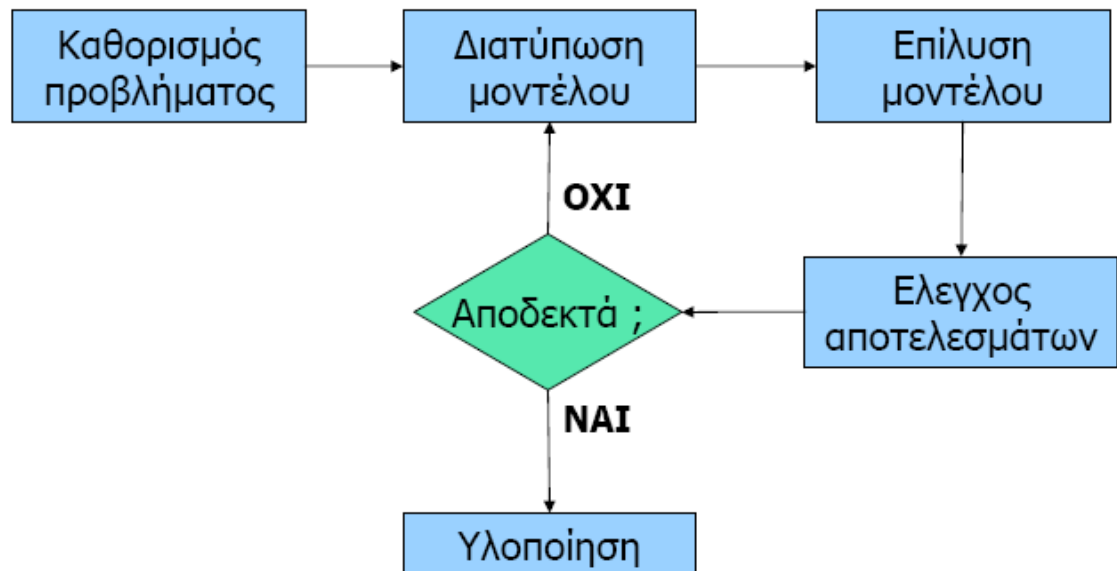 Καθορισμός
προβλήματος
Διατύπωση
μοντέλου
Επίλυση
μοντέλου
ΟΧΙ
Αποδεκτά ;
Ελεγχος
αποτελεσμάτων
ΝΑΙ
Υλοποίηση